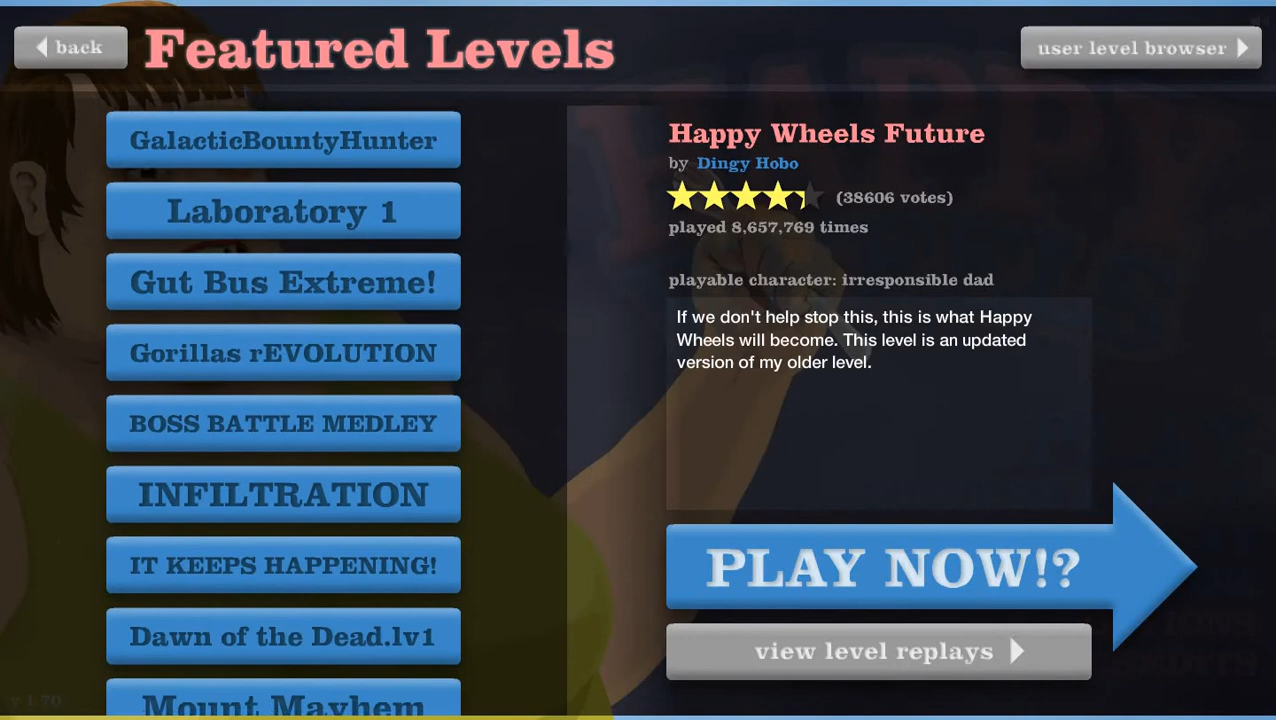 back
Featured Levels
user level browser
GalacticBountyHunter
Laboratory 1
Gut Bus Extreme!
Gorillas rEVOLUTION
BOSS BATTLE MEDLEY
INFILTRATION
IT KEEPS HAPPENING!
Dawn of the Dead.lv1
Mount Mayhem
Happy Wheels Future
by Dingy Hobo
(38606 votes)
played 8,657,769 times
playable character: irresponsible dad
If we don't help stop this, this is what Happy
Wheels will become. This level is an updated
version of my older level.
PLAY NOW!?
view level replays
v 1.70